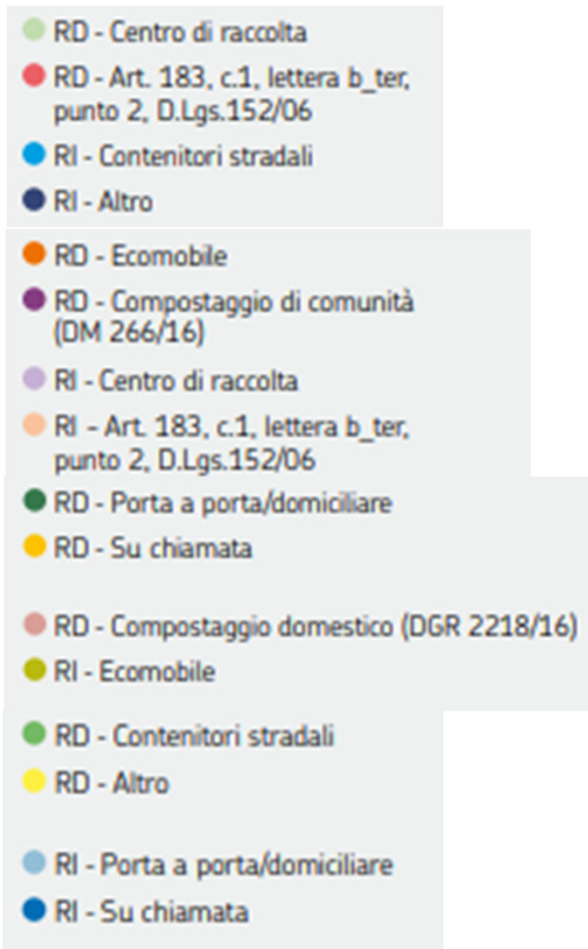 RD - Centro di raccolta
RD - Art. 183, c.1, lettera b_ter,
punto 2, D.Lgs.152/06
RI - Contenitori stradali
RI - Altro
RD - Ecomobile
RD - Compostaggio di comunità
(DM 266/16)
RI - Centro di raccolta
RI - Art. 183, c.1, lettera b_ter,
punto 2, D.Lgs.152/06
RD - Porta a porta/domiciliare
RD - Su chiamata
RD - Compostaggio domestico (DGR 2218/16)
RI - Ecomobile
RD - Contenitori stradali
RD - Altro
RI - Porta a porta/domiciliare
RI - Su chiamata